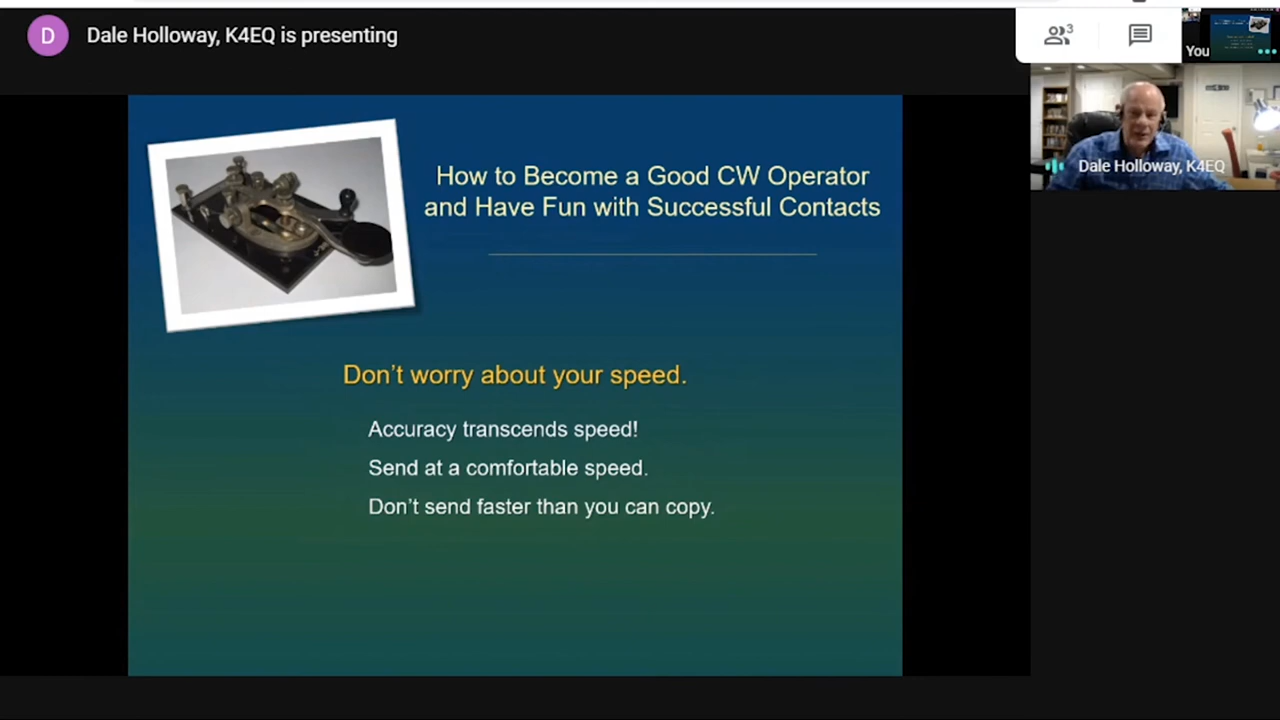 D
Dale Holloway, K4EQ is presenting
3
You
Dale Holloway, K4EQ
How to Become a Good CW Operator
and Have Fun with Successful Contacts
Don't worry about your speed.
Accuracy transcends speed!
Send at a comfortable speed.
Don't send faster than you can copy.